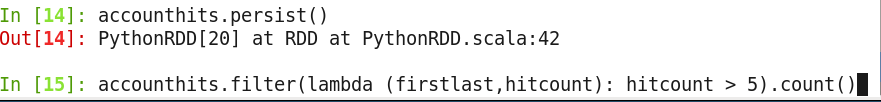 In [14]: accounthits.persist()
Out[14]: PythonRDD[20] at RDD at PythonRDD.scala:42
In [15]: accounthits.filter(lambda (firstlast,hitcount): hitcount > 5).count()